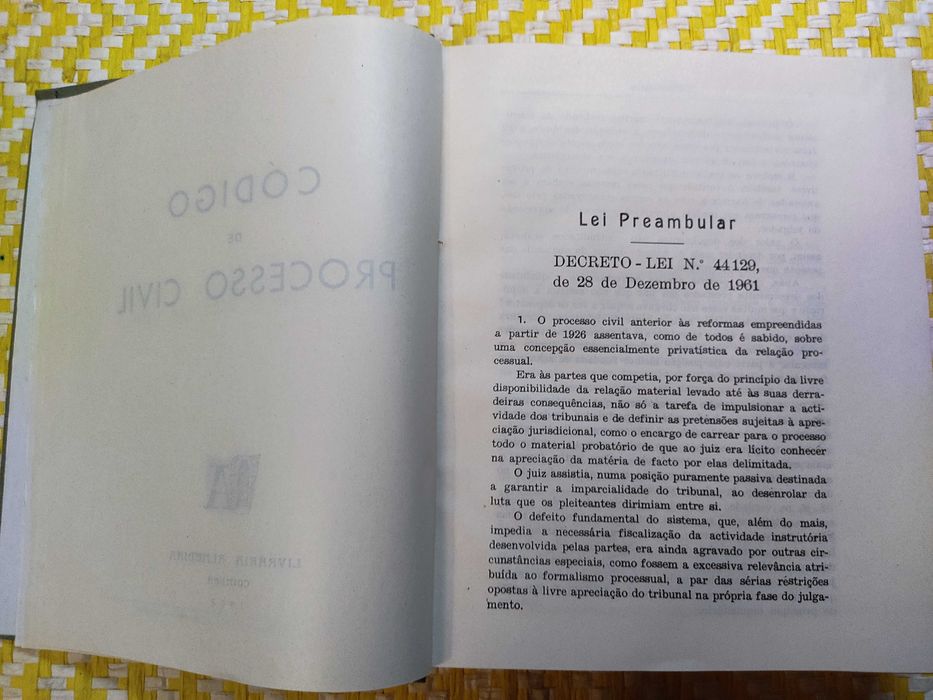 CÓDIGO
DE
PROCESSO CIVIL
LIVRARIA ALMEDINA
COIMBRA
Lei Preambular
DECRETO-LEI N.º 44129,
de 28 de Dezembro de 1961
1. O processo civil anterior às reformas empreendidas
a partir de 1926 assentava, como de todos é sabido, sobre
uma concepção essencialmente privatística da relação pro-
cessual.
Era às partes que competia, por força do princípio da livre
disponibilidade da relação material levado até às suas derra-
deiras consequências, não só a tarefa de impulsionar a acti-
vidade dos tribunais e de definir as pretensões sujeitas à apre-
ciação jurisdicional, como o encargo de carrear para o processo
todo o material probatório de que ao juiz era lícito conhecer
na apreciação da matéria de facto por elas delimitada.
O juiz assistia, numa posição puramente passiva destinada
a garantir a imparcialidade do tribunal, ao desenrolar da
luta que os pleiteantes dirimiam entre si.
O defeito fundamental do sistema, que, além do mais,
impedia a necessária fiscalização da actividade instrutória
desenvolvida pelas partes, era ainda agravado por outras cir-
cunstâncias especiais, como fossem a excessiva relevância atri-
buída ao formalismo processual, a par das sérias restrições
opostas à livre apreciação do tribunal na própria fase do julga-
mento.